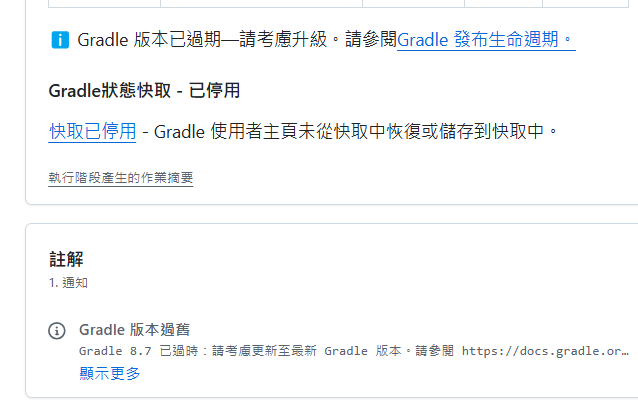 Gradle 版本已過期—請考慮升級。請參閱Gradle 發布生命週期。
Gradle狀態快取 - 已停用
快取已停用 - Gradle 使用者主頁未從快取中恢復或儲存到快取中。
執行階段產生的作業摘要
註解
1. 通知
Gradle 版本過舊
Gradle 8.7 已過時：請考慮更新至最新 Gradle 版本。請參閱 https://docs.gradle.or…
顯示更多